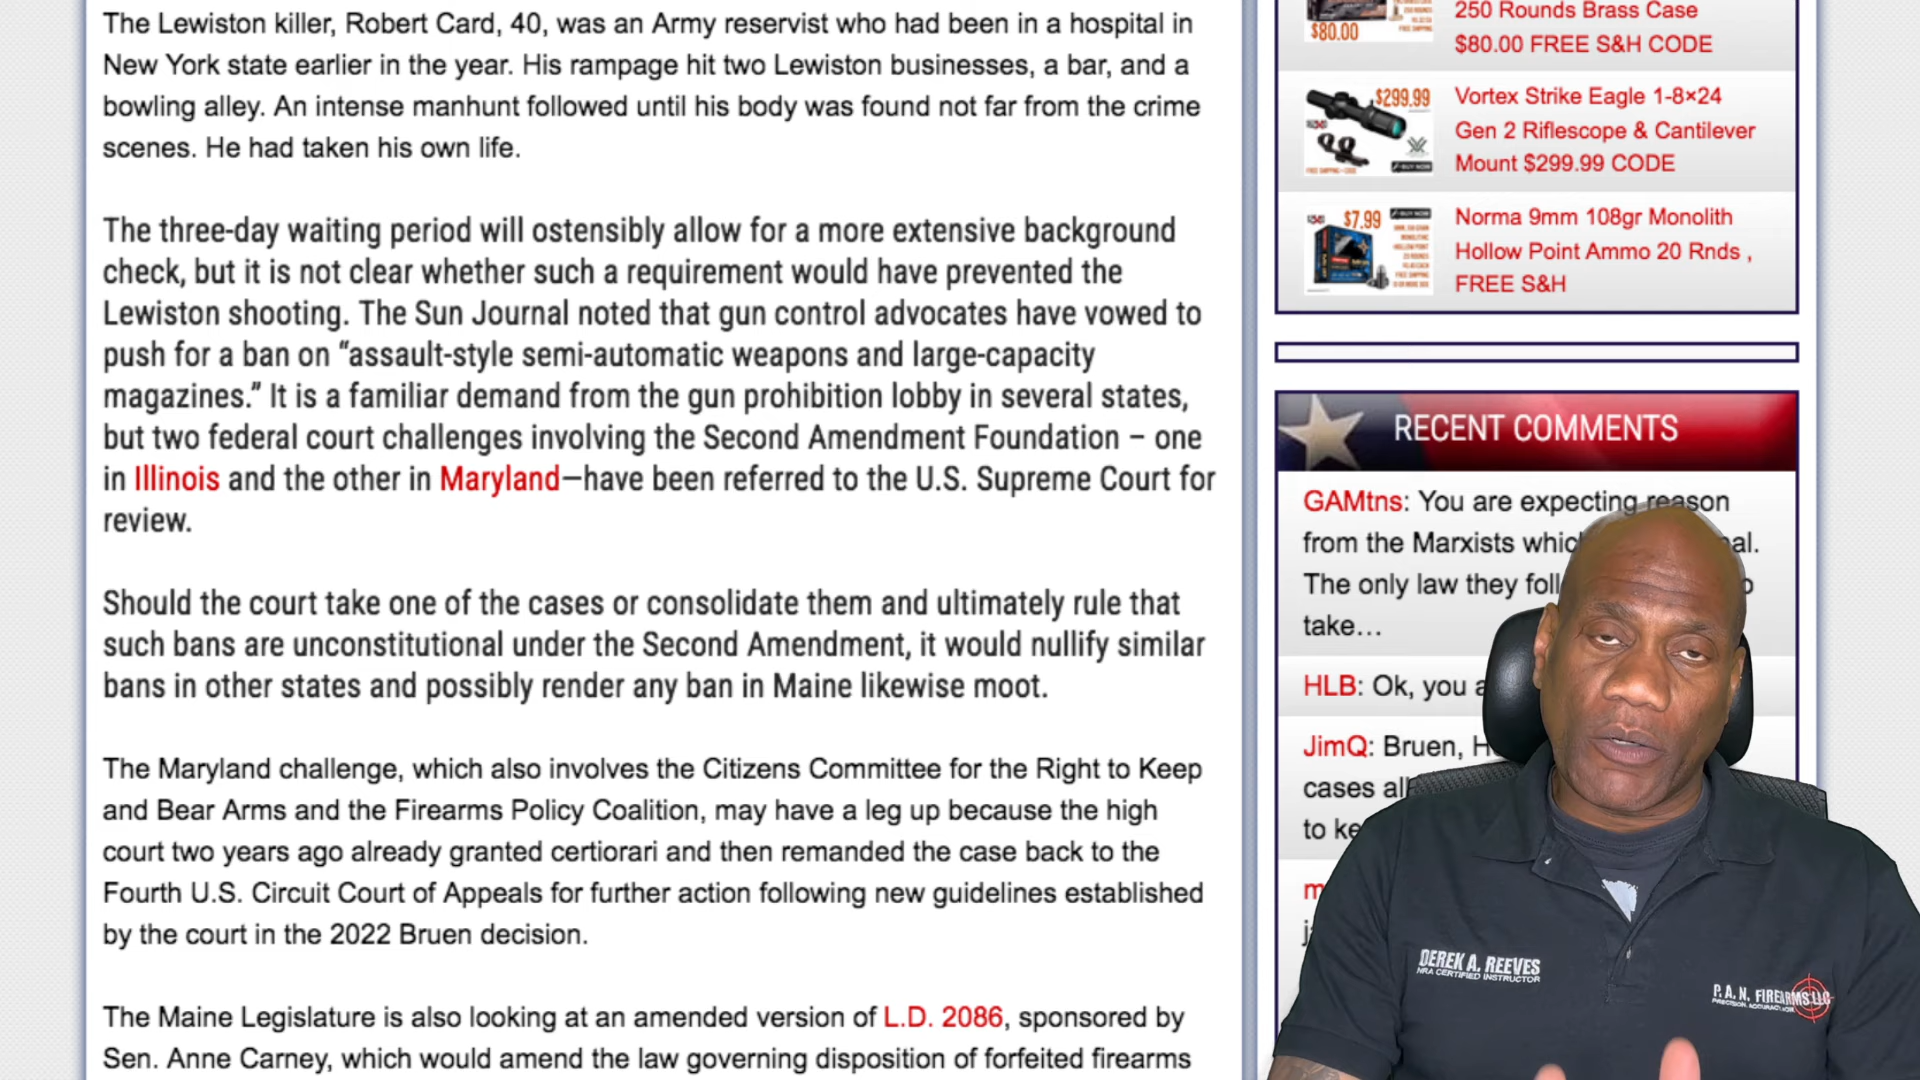 The Lewiston killer, Robert Card, 40, was an Army reservist who had been in a hospital in
New York state earlier in the year. His rampage hit two Lewiston businesses, a bar, and a
bowling alley. An intense manhunt followed until his body was found not far from the crime
scenes. He had taken his own life.
The three-day waiting period will ostensibly allow for a more extensive background
check, but it is not clear whether such a requirement would have prevented the
Lewiston shooting. The Sun Journal noted that gun control advocates have vowed to
push for a ban on “assault-style semi-automatic weapons and large-capacity
magazines.” It is a familiar demand from the gun prohibition lobby in several states,
but two federal court challenges involving the Second Amendment Foundation – one
in Illinois and the other in Maryland—have been referred to the U.S. Supreme Court for
review.
Should the court take one of the cases or consolidate them and ultimately rule that
such bans are unconstitutional under the Second Amendment, it would nullify similar
bans in other states and possibly render any ban in Maine likewise moot.
The Maryland challenge, which also involves the Citizens Committee for the Right to Keep
and Bear Arms and the Firearms Policy Coalition, may have a leg up because the high
court two years ago already granted certiorari and then remanded the case back to the
Fourth U.S. Circuit Court of Appeals for further action following new guidelines established
by the court in the 2022 Bruen decision.
The Maine Legislature is also looking at an amended version of L.D. 2086, sponsored by
Sen. Anne Carney, which would amend the law governing disposition of forfeited firearms
$80.00
250 Rounds Brass Case
$80.00 FREE S&H CODE
$299.99
Vortex Strike Eagle 1-8×24
Gen 2 Riflescope & Cantilever
Mount $299.99 CODE
$7.99
Norma 9mm 108gr Monolith
Hollow Point Ammo 20 Rnds ,
FREE S&H
RECENT COMMENTS
GAMtns: You are expecting reason
from the Marxists whic al.
The only law they foll o
take…
HLB: Ok, you a
JimQ: Bruen, H
cases all
to ke
m
j
DEREK A. REEVES
NRA CERTIFIED INSTRUCTOR
P.A.N. FIREARMS LLC